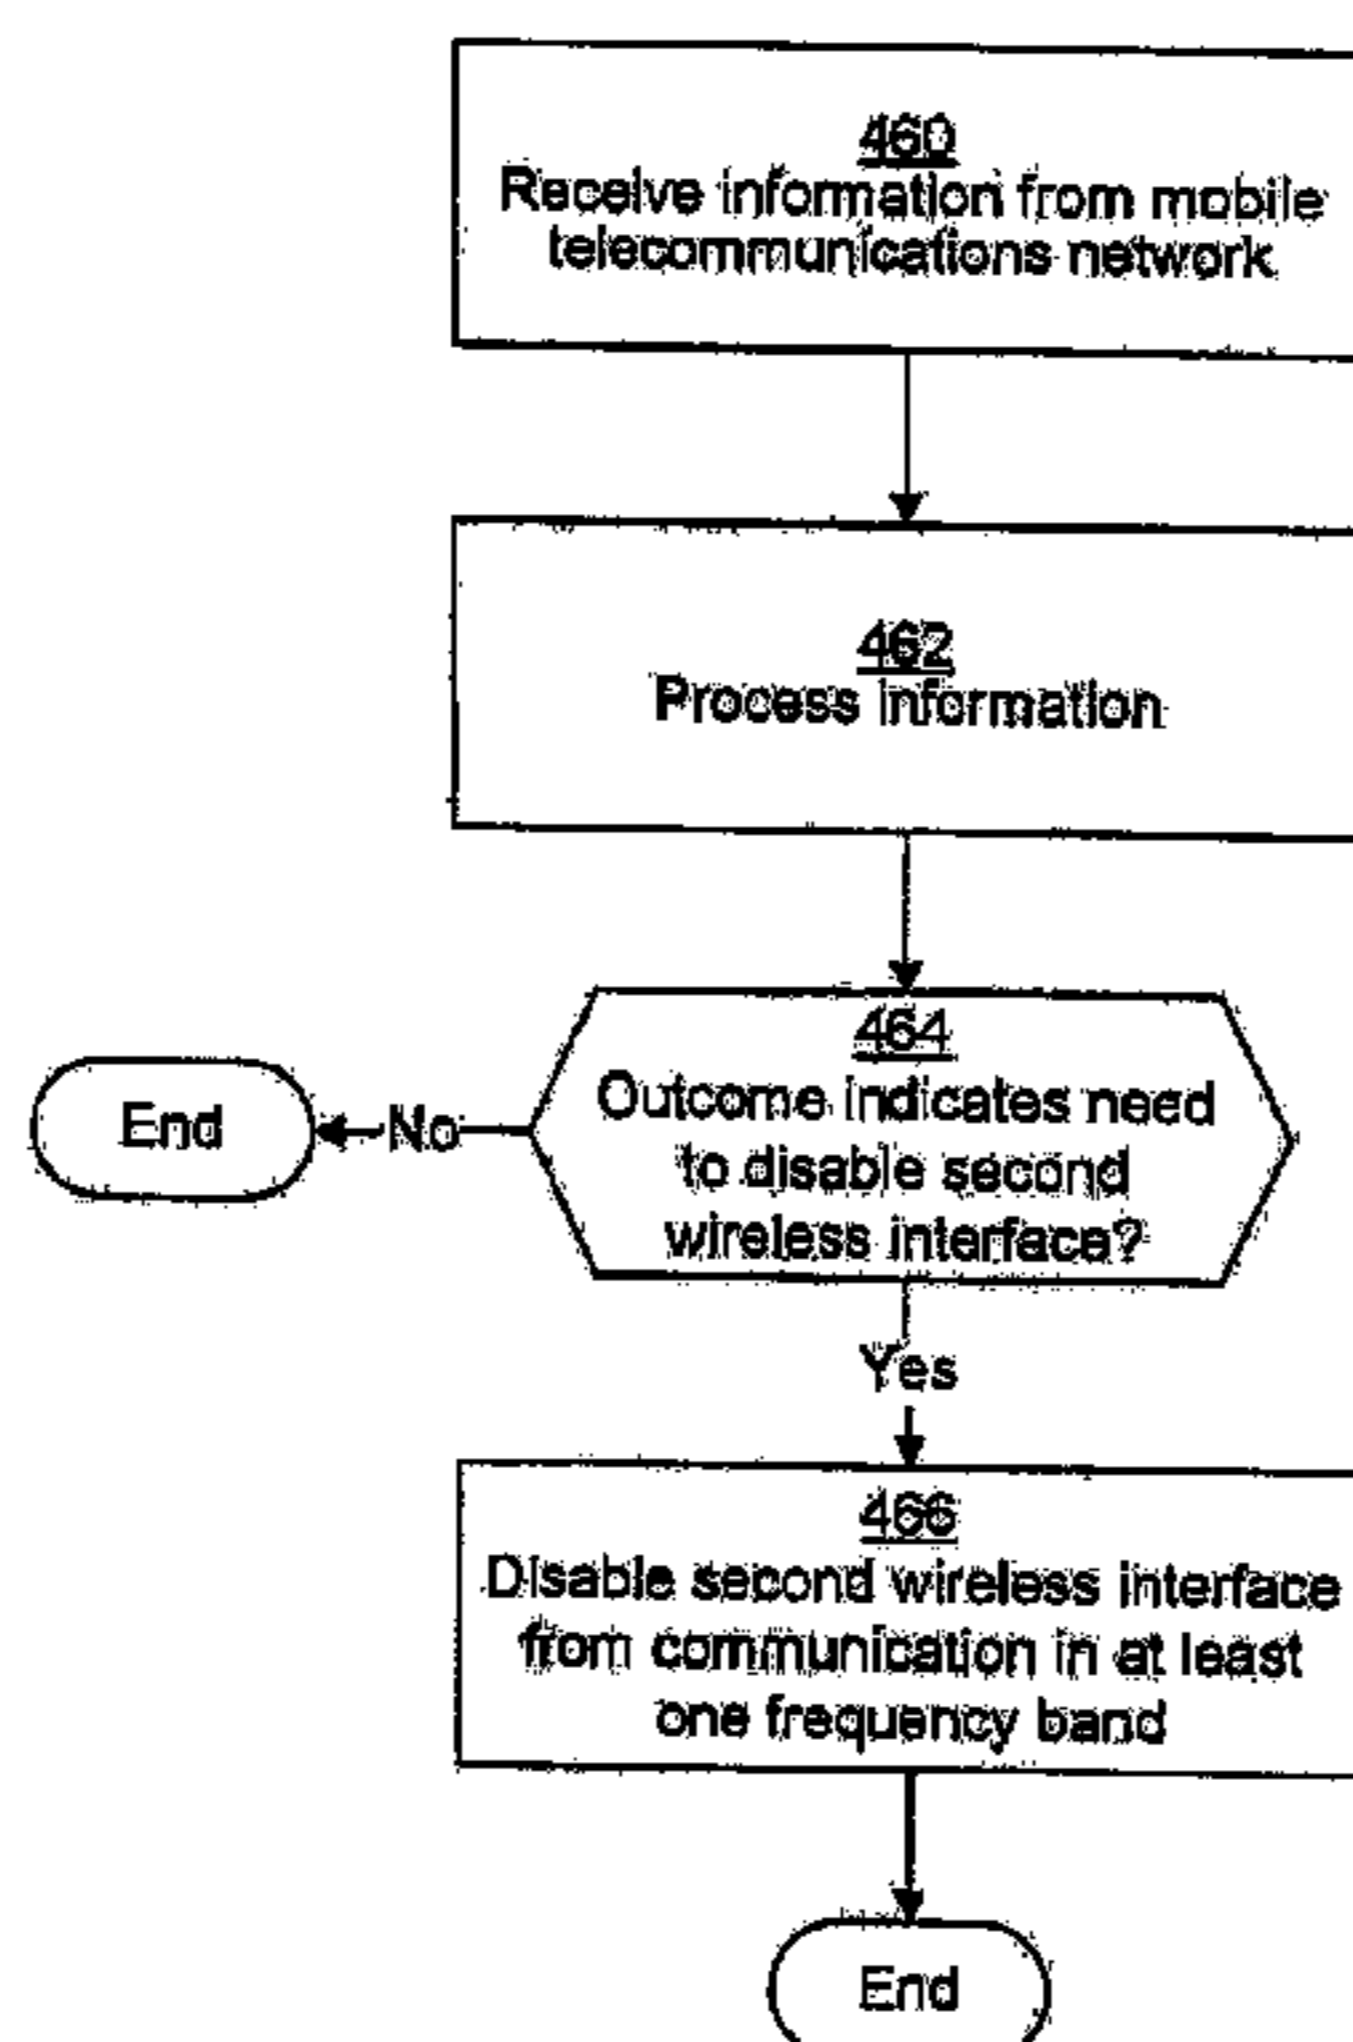 460
Receive information from mobile
telecommunications network
462
Process information
464
Outcome indicates need
to disable second
wireless interface?
End
No
Yes
466
Disable second wireless interface
from communication in at least
one frequency band
End